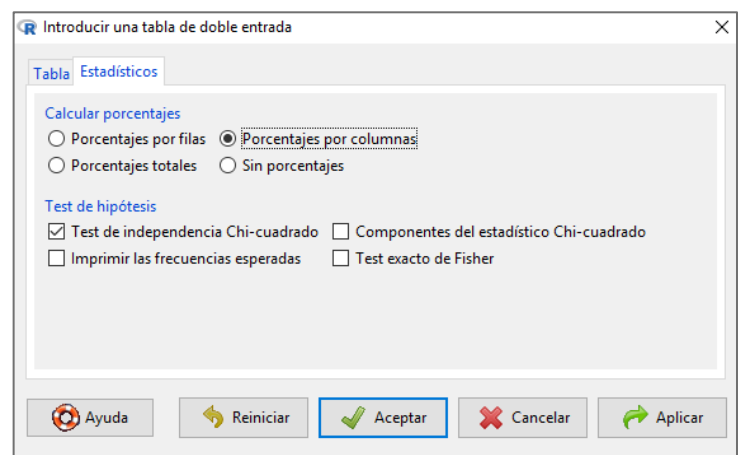 Introducir una tabla de doble entrada
Tabla Estadísticos
Calcular porcentajes
Porcentajes por filas Porcentajes por columnas
Porcentajes totales Sin porcentajes
Test de hipótesis
Test de independencia Chi-cuadrado Componentes del estadístico Chi-cuadrado
Imprimir las frecuencias esperadas Test exacto de Fisher
Ayuda Reiniciar Aceptar Cancelar Aplicar